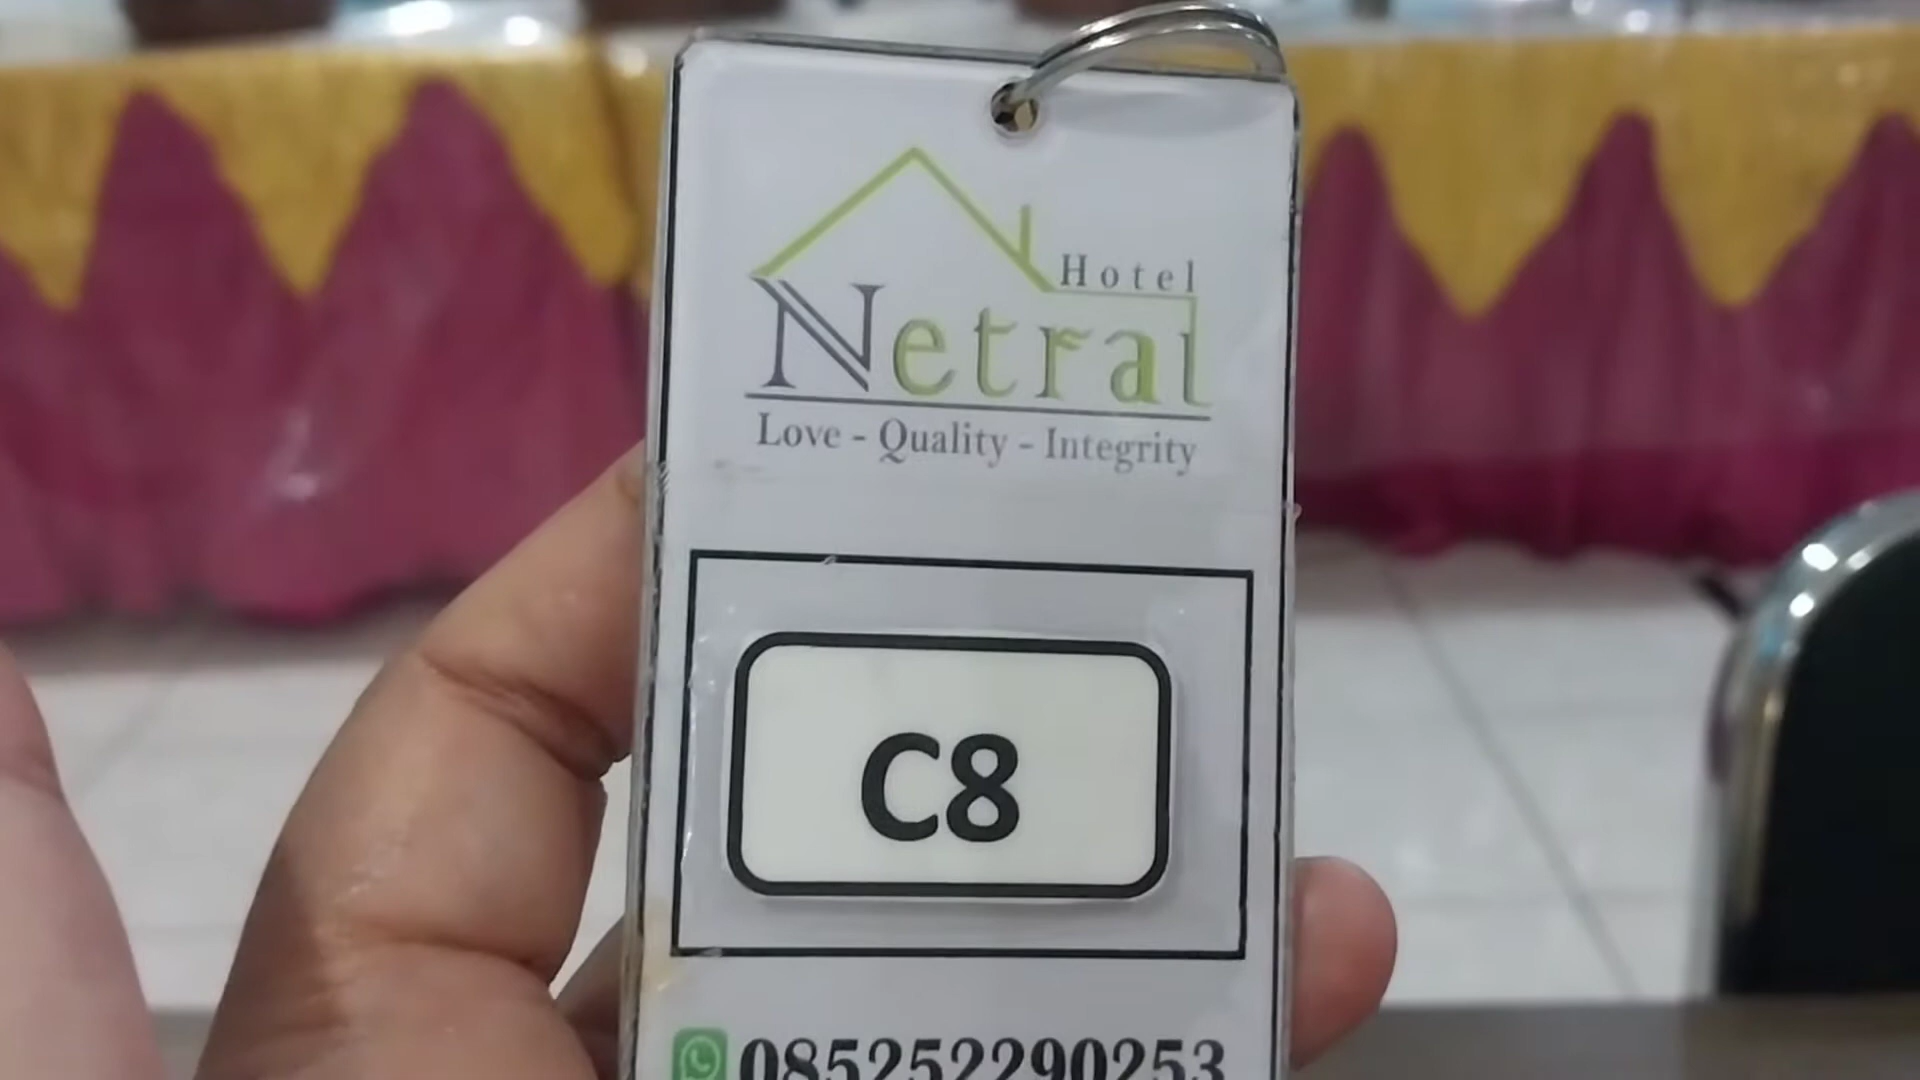 Hotel
Netral
Love - Quality - Integrity
C8
085252290253